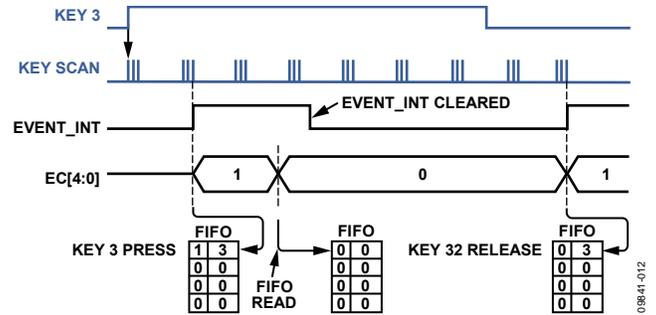 KEY 3
KEY SCAN
EVENT_INT CLEARED
EVENT_INT
EC[4:0]
1
0
1
KEY 3 PRESS
FIFO
1 3
0 0
0 0
0 0
FIFO
READ
FIFO
0 0
0 0
0 0
0 0
KEY 32 RELEASE
FIFO
0 3
0 0
0 0
0 0
09841-012